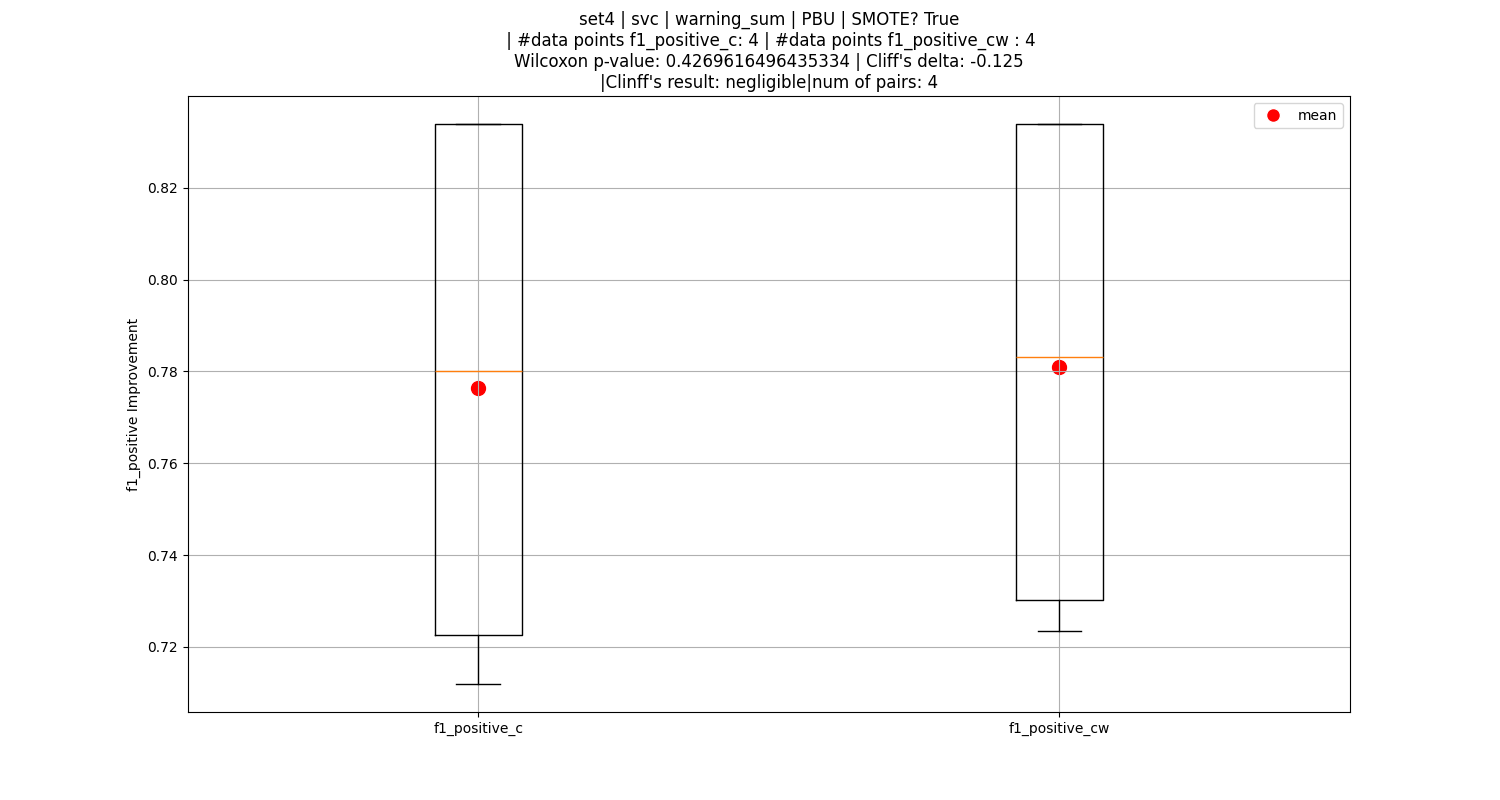 set4 | svc | warning_sum | PBU | SMOTE? True
| #data points f1_positive_c: 4 | #data points f1_positive_cw : 4
Wilcoxon p-value: 0.4269616496435334 | Cliff's delta: -0.125
|Clinff's result: negligible|num of pairs: 4
mean
0.82
0.80
0.78
0.76
0.74
0.72
f1_positive Improvement
f1_positive_c
f1_positive_cw